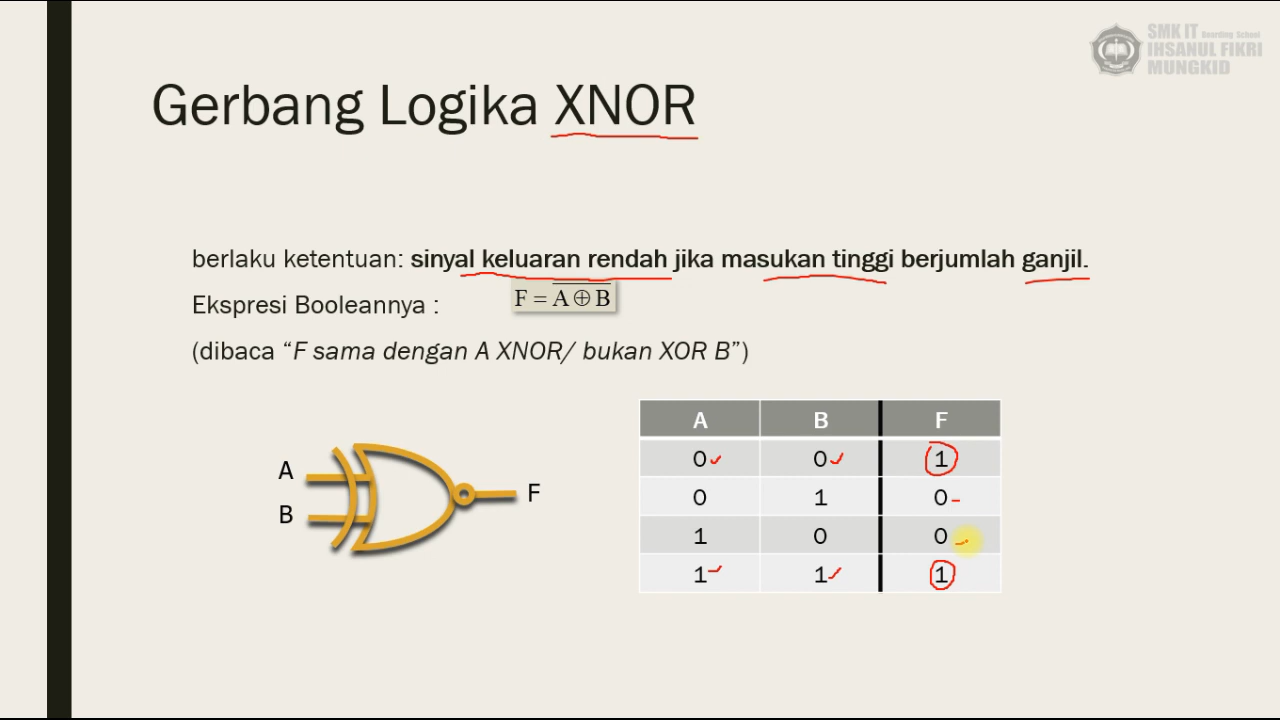 SMK IT Boarding School
IHSANUL FIKRI
MUNGKID
Gerbang Logika XNOR
berlaku ketentuan: sinyal keluaran rendah jika masukan tinggi berjumlah ganjil.
Ekspresi Booleannya :
F = A ⊕ B
(dibaca “F sama dengan A XNOR/ bukan XOR B”)
A
B
F
A B F
0 0 1
0 1 0
1 0 0
1 1 1